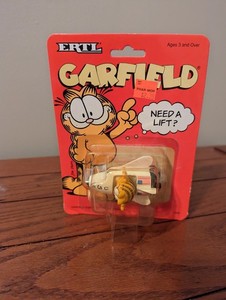 ERTL
Ages 3 and Over
GARFIELD
NEED A
LIFT?